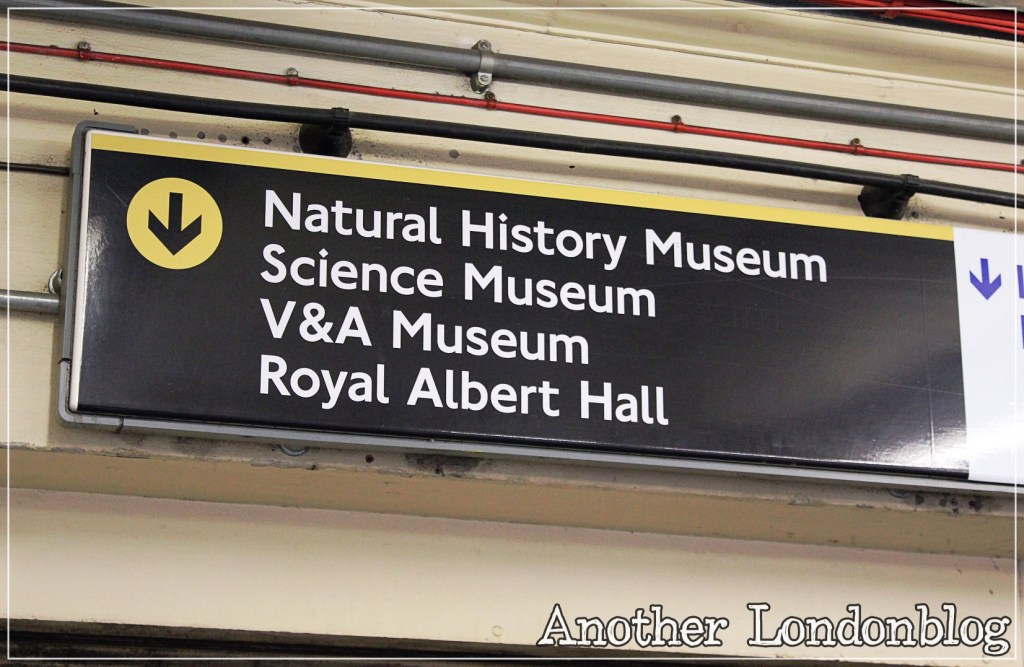 Natural History Museum
Science Museum
V&A Museum
Royal Albert Hall
Another Londonblog